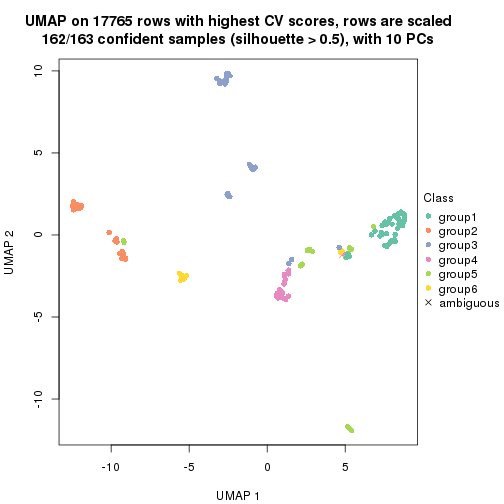 UMAP on 17765 rows with highest CV scores, rows are scaled
162/163 confident samples (silhouette > 0.5), with 10 PCs
10
5
0
-5
-10
UMAP 2
-10
-5
0
5
UMAP 1
Class
group1
group2
group3
group4
group5
group6
ambiguous